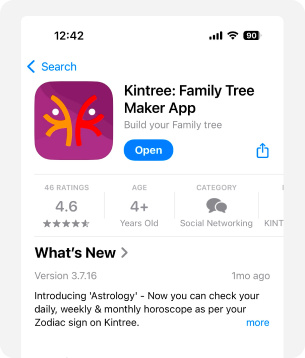 12:42
90
Search
Kintree: Family Tree
Maker App
Build your Family tree
Open
46 RATINGS
AGE
CATEGORY
4.6
4+
Years Old
Social Networking
KINT
What's New
Version 3.7.16
1mo ago
Introducing 'Astrology' - Now you can check your
daily, weekly & monthly horoscope as per your
Zodiac sign on Kintree.
more